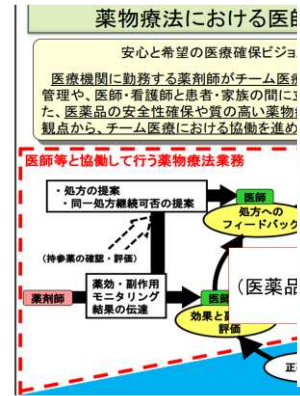 薬物療法における医師
安心と希望の医療確保ビジョ
医療機関に勤務する薬剤師がチーム医療
管理や、医師・看護師と患者・家族の間に立
た、医薬品の安全性確保や質の高い薬物療
観点から、チーム医療における協働を進め
医師等と協働して行う薬物療法業務
・処方の提案
・同一処方継続可否の提案
医師
処方への
フィードバック
(持参薬の確認・評価)
薬剤師
薬効・副作用
モニタリング
結果の伝達
医師
効果と副
評価
(医薬品
正